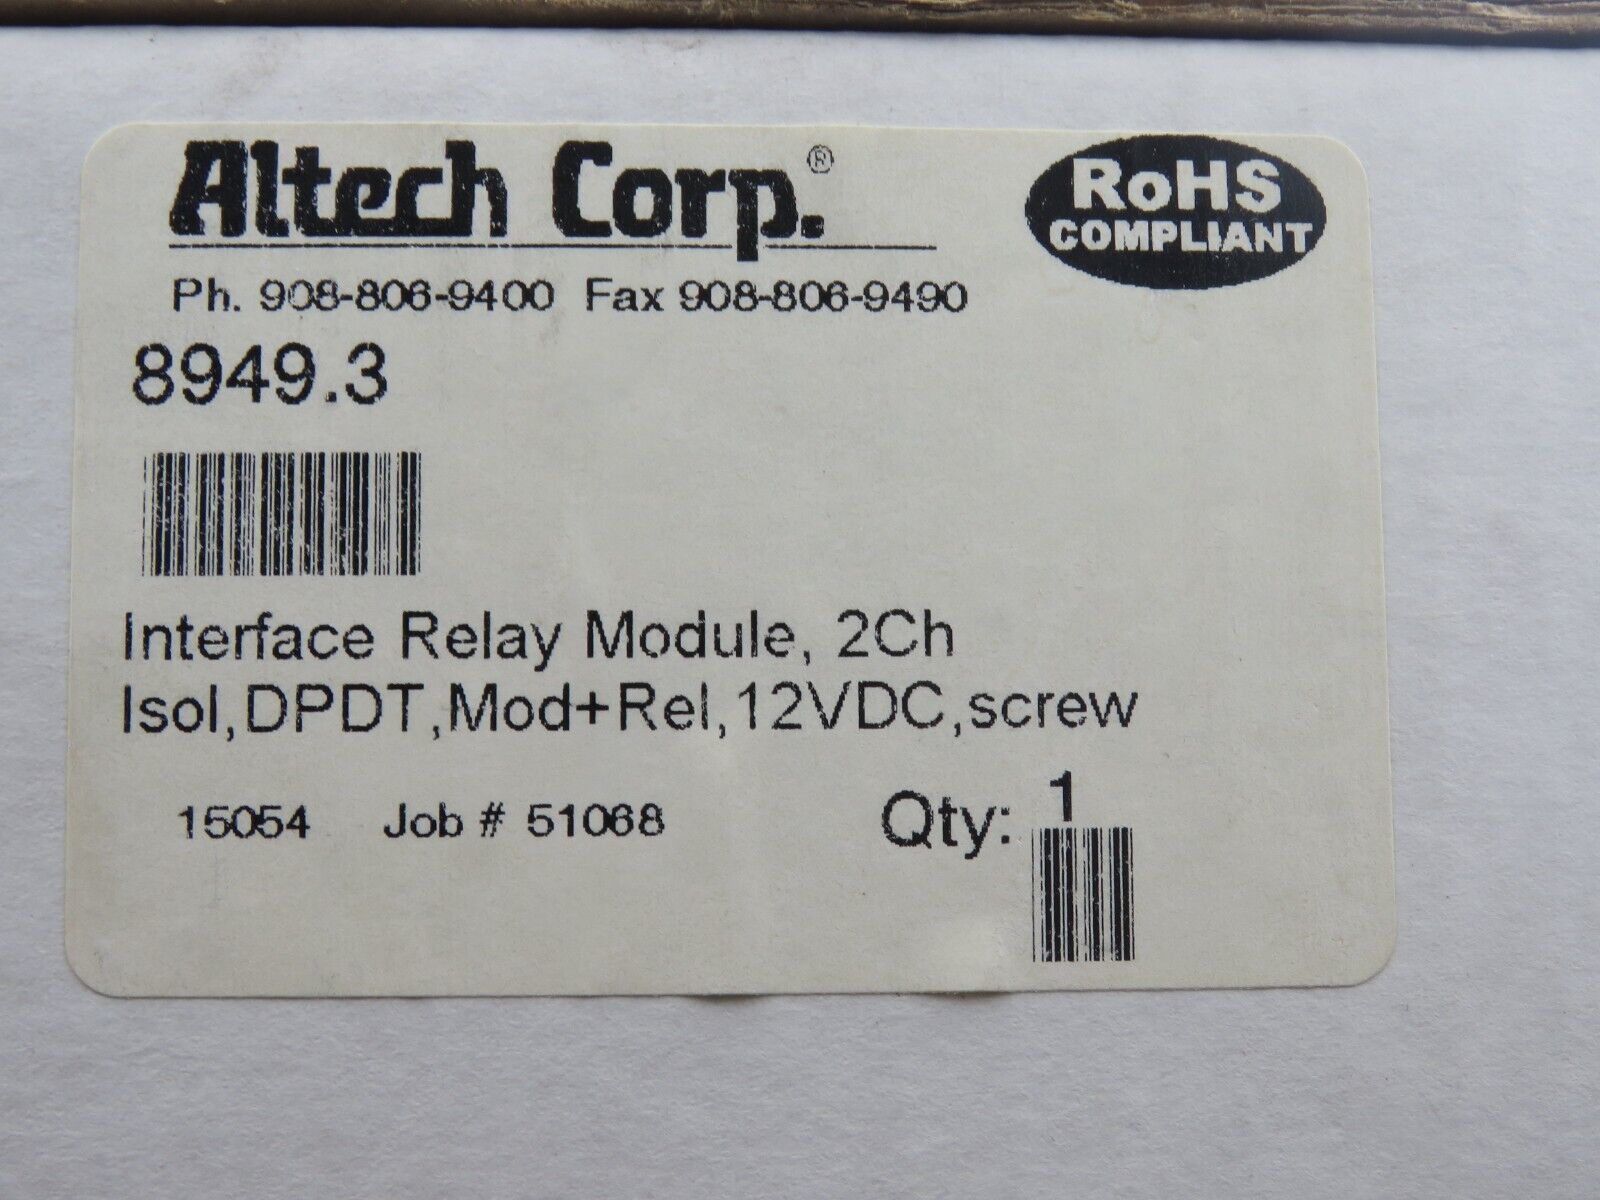 Altech Corp.®
RoHS
COMPLIANT
Ph. 908-806-9400 Fax 908-806-9490
8949.3
Interface Relay Module, 2Ch
Isol,DPDT,Mod+Rel,12VDC,screw
15054 Job # 51068 Qty: 1